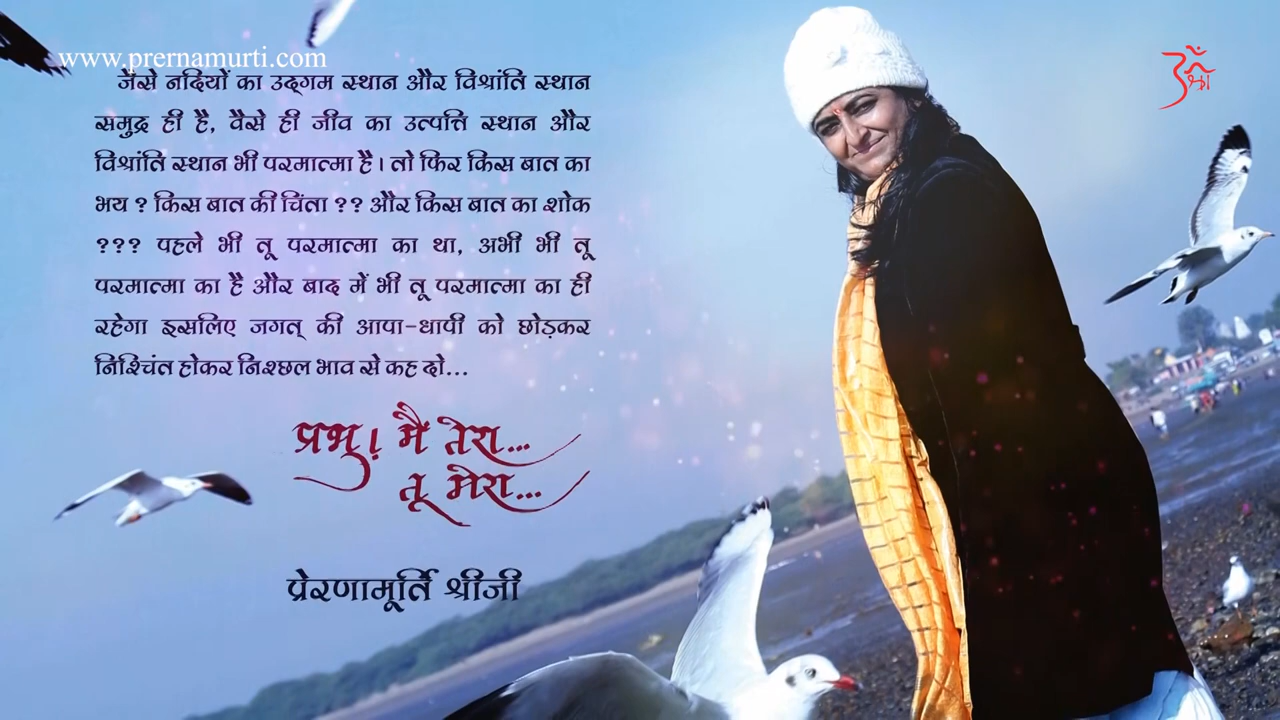 www.prernamurti.com
जैसे नदियों का उद्गम स्थान और विश्रांति स्थान
समुद्र ही है, वैसे ही जीव का उत्पत्ति स्थान और
विश्रांति स्थान भी परमात्मा है। तो फिर किस बात का
भय ? किस बात की चिंता ?? और किस बात का शोक
??? पहले भी तू परमात्मा का था, अभी भी तू
परमात्मा का है और बाद में भी तू परमात्मा का ही
रहेगा इसलिए जगत् की आपा-धापी को छोड़कर
निश्चिंत होकर निश्छल भाव से कह दो...
प्रभु! मैं तेरा...
तू मेरा...
प्रेरणामूर्ति श्रीजी